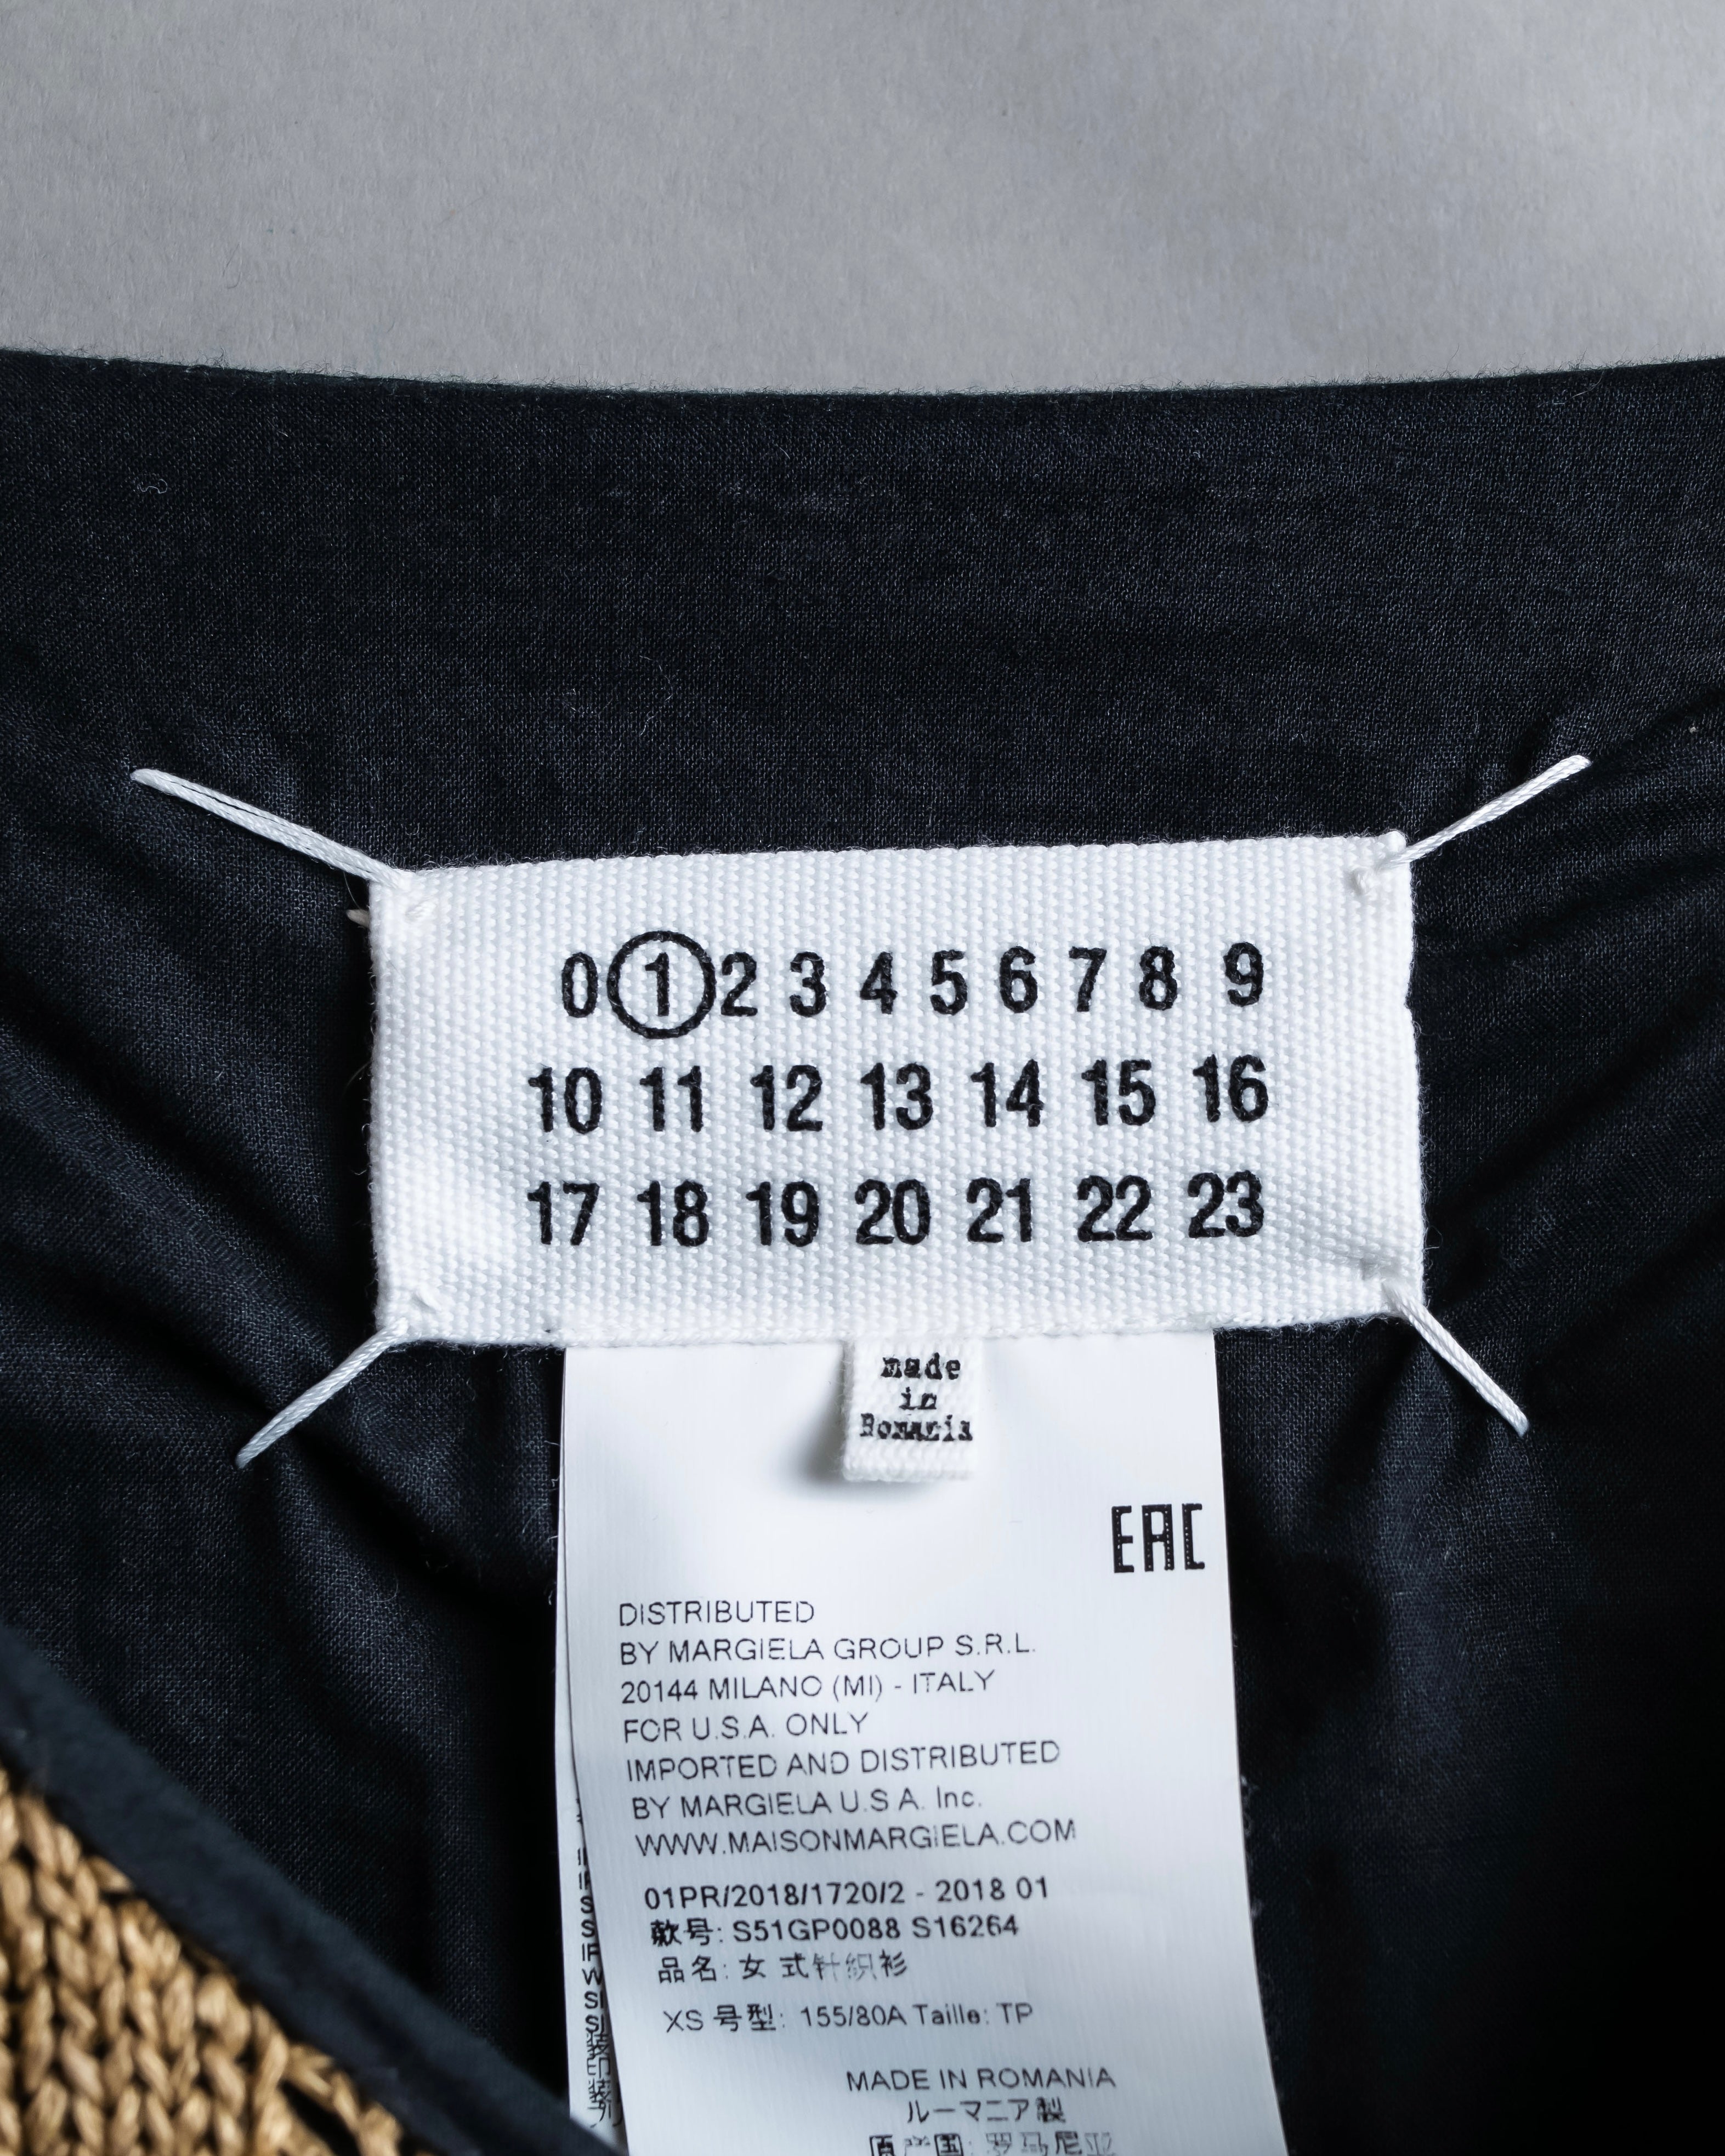 0 1 2 3 4 5 6 7 8 9
10 11 12 13 14 15 16
17 18 19 20 21 22 23
made
in
Romania
EAC
DISTRIBUTED
BY MARGIELA GROUP S.R.L.
20144 MILANO (MI) - ITALY
FOR U.S.A. ONLY
IMPORTED AND DISTRIBUTED
BY MARGIELA U.S.A. Inc.
WWW.MAISONMARGIELA.COM
01PR/2018/1720/2 - 2018 01
款号: S51GP0088 S16264
品名: 女 式针织衫
XS 号型: 155/80A Taille: TP
MADE IN ROMANIA
ルーマニア製
原产国: 罗马尼亚